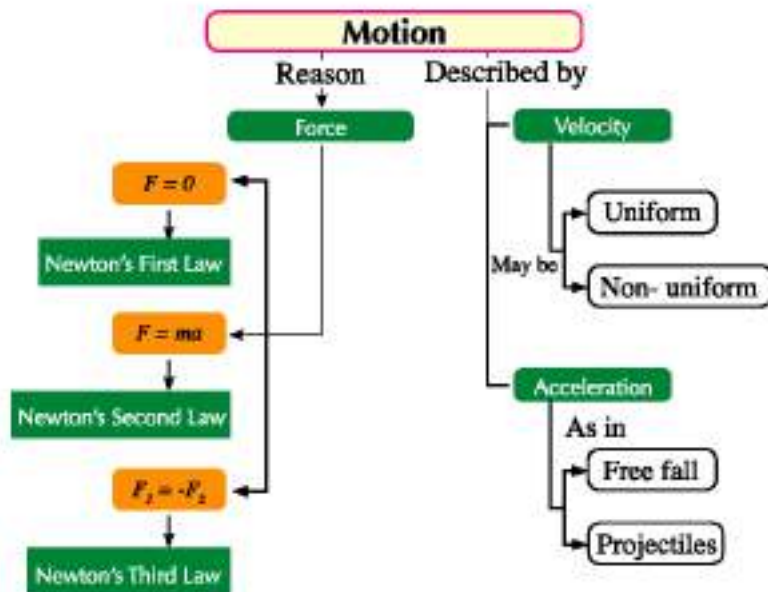 Motion
Reason
Described by
Force
Velocity
F = 0
Uniform
Newton's First Law
May be
Non- uniform
F = ma
Acceleration
Newton's Second Law
As in
Free fall
F₁ = -F₂
Projectiles
Newton's Third Law